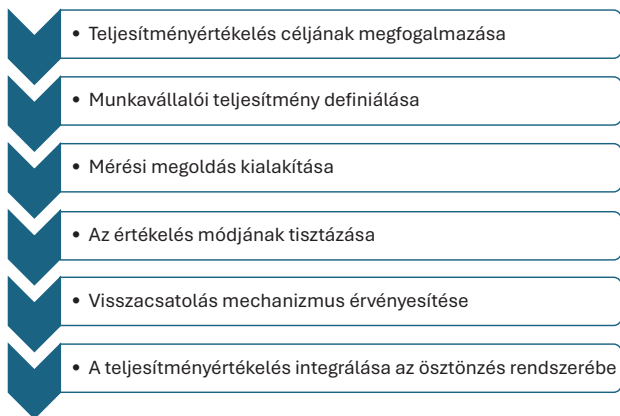 • Teljesítményértékelés céljának megfogalmazása
• Munkavállalói teljesítmény definiálása
• Mérési megoldás kialakítása
• Az értékelés módjának tisztázása
• Visszacsatolás mechanizmus érvényesítése
• A teljesítményértékelés integrálása az ösztönzés rendszerébe